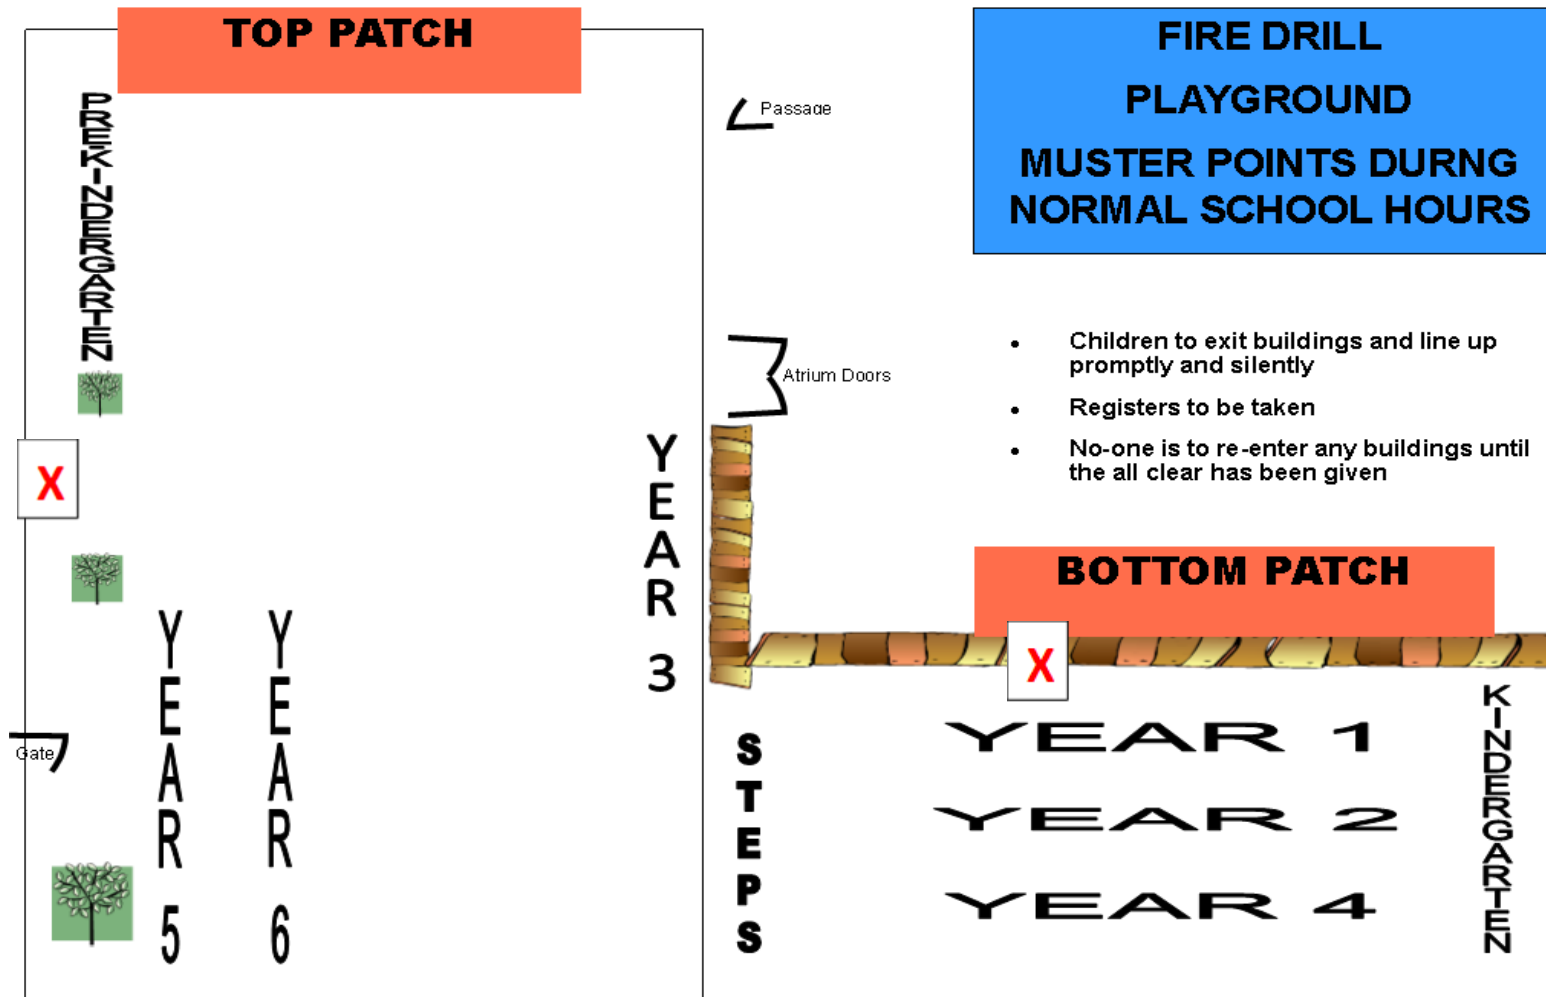 TOP PATCH
PREKINDERGARTEN
X
YEAR 5
YEAR 6
Gate
YEAR 3
Passage
Atrium Doors
STEPS
FIRE DRILL
PLAYGROUND
MUSTER POINTS DURNG
NORMAL SCHOOL HOURS
• Children to exit buildings and line up
promptly and silently
• Registers to be taken
• No-one is to re-enter any buildings until
the all clear has been given
BOTTOM PATCH
X
YEAR 1
YEAR 2
YEAR 4
KINDERGARTEN